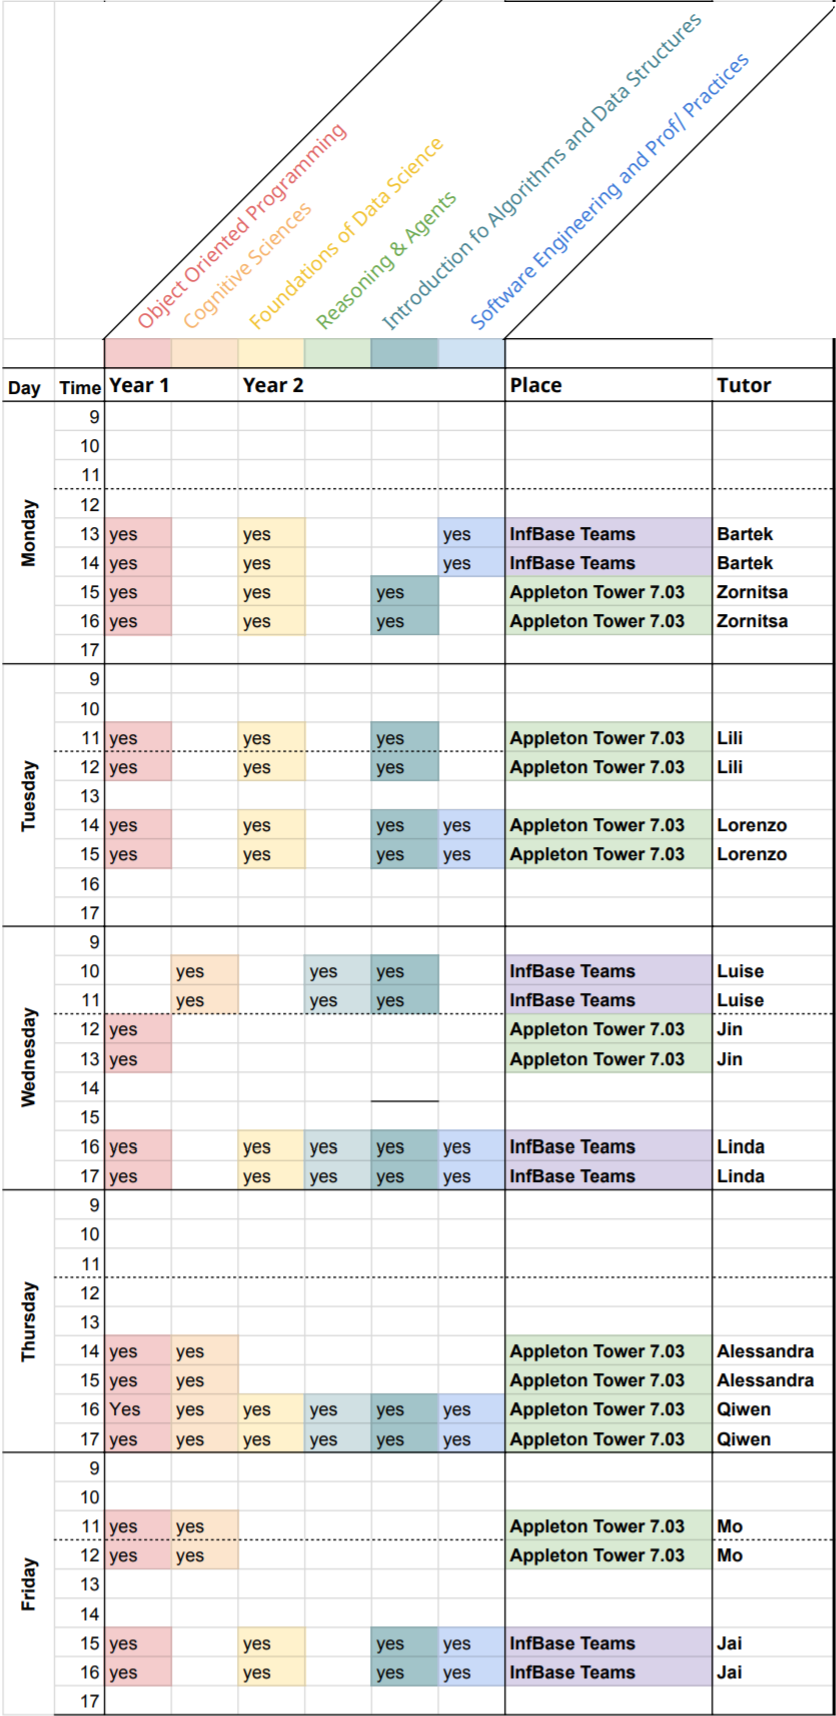 Object Oriented Programming
Cognitive Sciences
Foundations of Data Science
Reasoning & Agents
Introduction fo Algorithms and Data Structures
Software Engineering and Prof/ Practices
Day Time Year 1 Year 2 Place Tutor
Monday
9
10
11
12
13 yes yes yes InfBase Teams Bartek
14 yes yes yes InfBase Teams Bartek
15 yes yes yes Appleton Tower 7.03 Zornitsa
16 yes yes yes Appleton Tower 7.03 Zornitsa
17
Tuesday
9
10
11 yes yes yes Appleton Tower 7.03 Lili
12 yes yes yes Appleton Tower 7.03 Lili
13
14 yes yes yes yes Appleton Tower 7.03 Lorenzo
15 yes yes yes yes Appleton Tower 7.03 Lorenzo
16
17
Wednesday
9
10 yes yes yes InfBase Teams Luise
11 yes yes yes InfBase Teams Luise
12 yes Appleton Tower 7.03 Jin
13 yes Appleton Tower 7.03 Jin
14
15
16 yes yes yes yes yes InfBase Teams Linda
17 yes yes yes yes yes InfBase Teams Linda
Thursday
9
10
11
12
13
14 yes yes Appleton Tower 7.03 Alessandra
15 yes yes Appleton Tower 7.03 Alessandra
16 Yes yes yes yes yes yes Appleton Tower 7.03 Qiwen
17 yes yes yes yes yes yes Appleton Tower 7.03 Qiwen
Friday
9
10
11 yes yes Appleton Tower 7.03 Mo
12 yes yes Appleton Tower 7.03 Mo
13
14
15 yes yes yes yes InfBase Teams Jai
16 yes yes yes yes InfBase Teams Jai
17